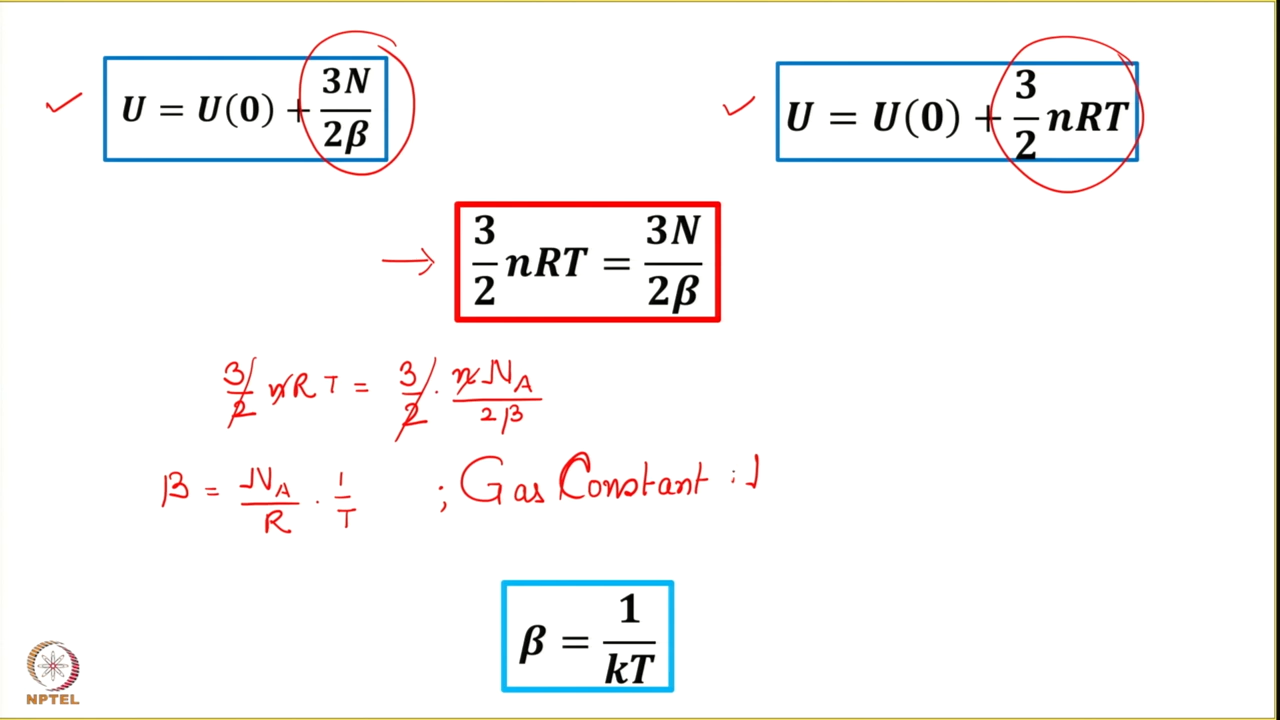 U = U(0) + 3N/2β
U = U(0) + 3/2 nRT
→ 3/2 nRT = 3N/2β
3/2 nRT = 3/2 · nN_A/2β
β = N_A/R · 1/T ; Gas Constant :
β = 1/kT
NPTEL